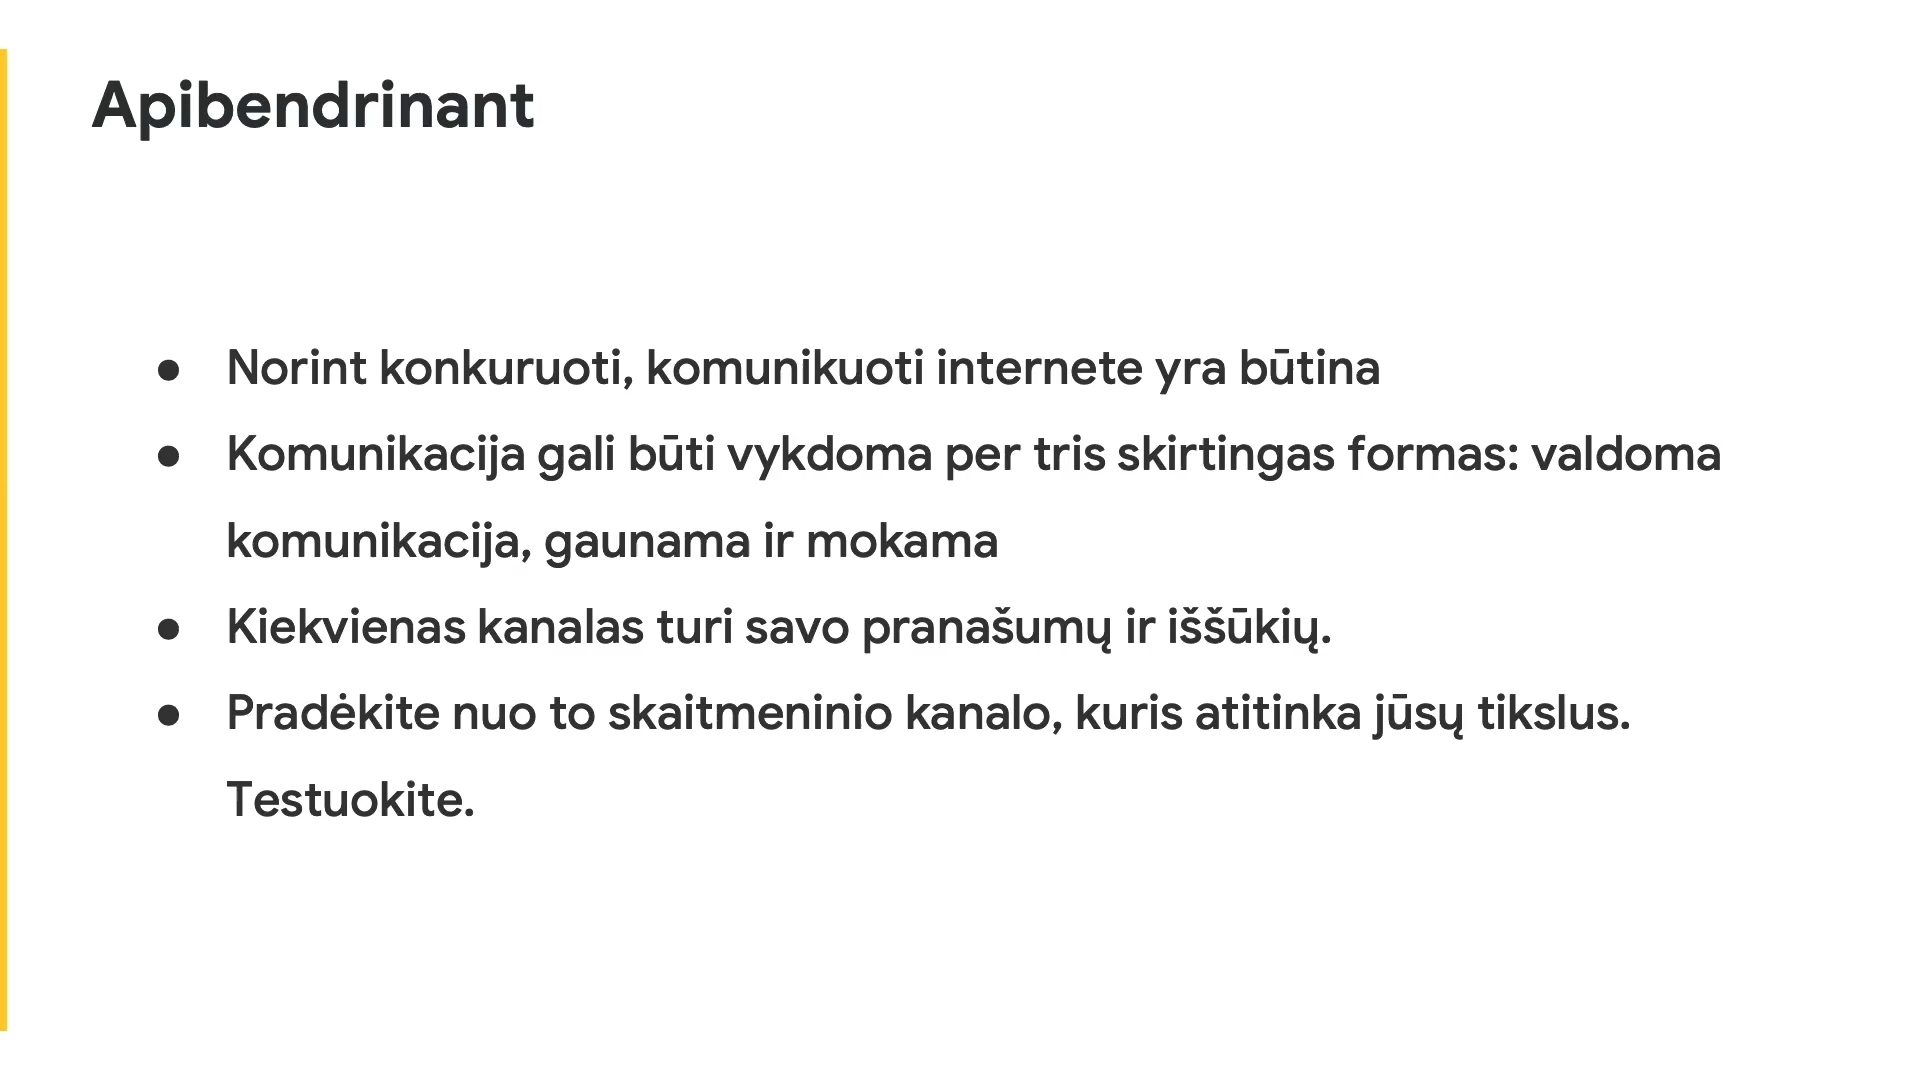 Apibendrinant
● Norint konkuruoti, komunikuoti internete yra būtina
● Komunikacija gali būti vykdoma per tris skirtingas formas: valdoma
komunikacija, gaunama ir mokama
● Kiekvienas kanalas turi savo pranašumų ir iššūkių.
● Pradėkite nuo to skaitmeninio kanalo, kuris atitinka jūsų tikslus.
Testuokite.